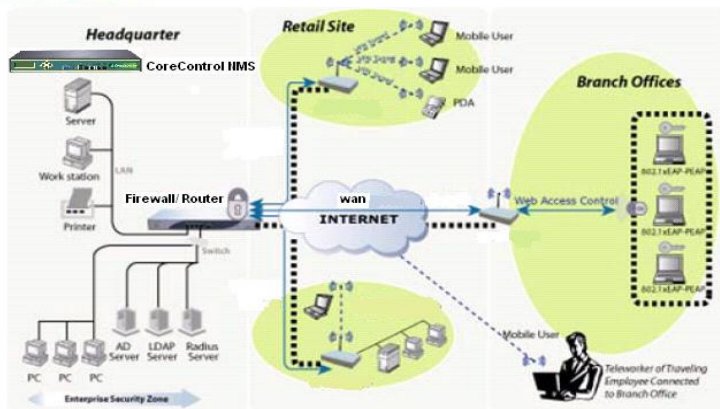 Headquarter
CoreControl NMS
Server
LAN
Work station
Firewall/ Router
Printer
Switch
AD
Server
LDAP
Server
Radius
Server
PC
PC
PC
Enterprise Security Zone
Retail Site
Mobile User
Mobile User
PDA
wan
INTERNET
Branch Offices
802.1xEAP-PEAP
Web Access Control
802.1xEAP-PEAP
802.1xEAP-PEAP
Mobile User
Teleworker of Traveling
Employee Connected
to Branch Office